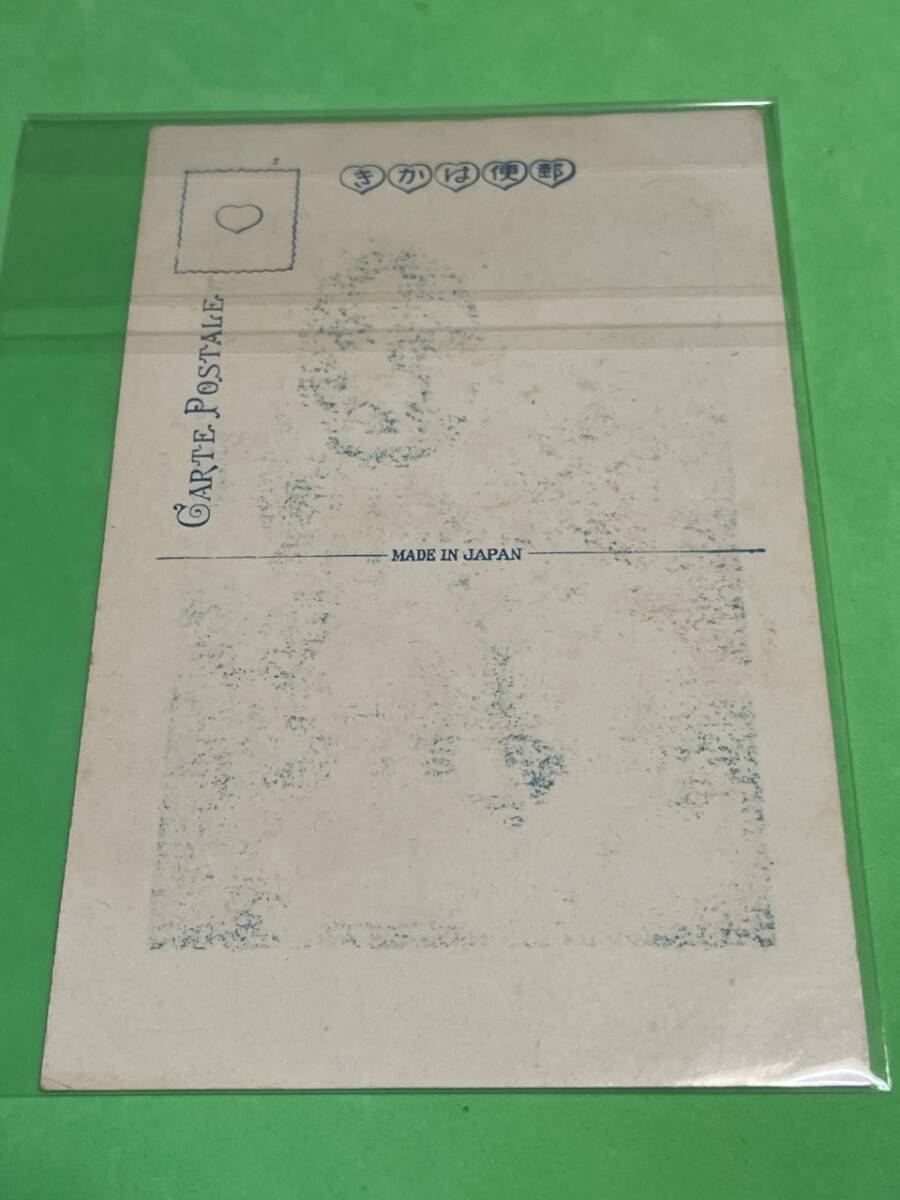 郵便はかき
CARTE POSTALE
MADE IN JAPAN